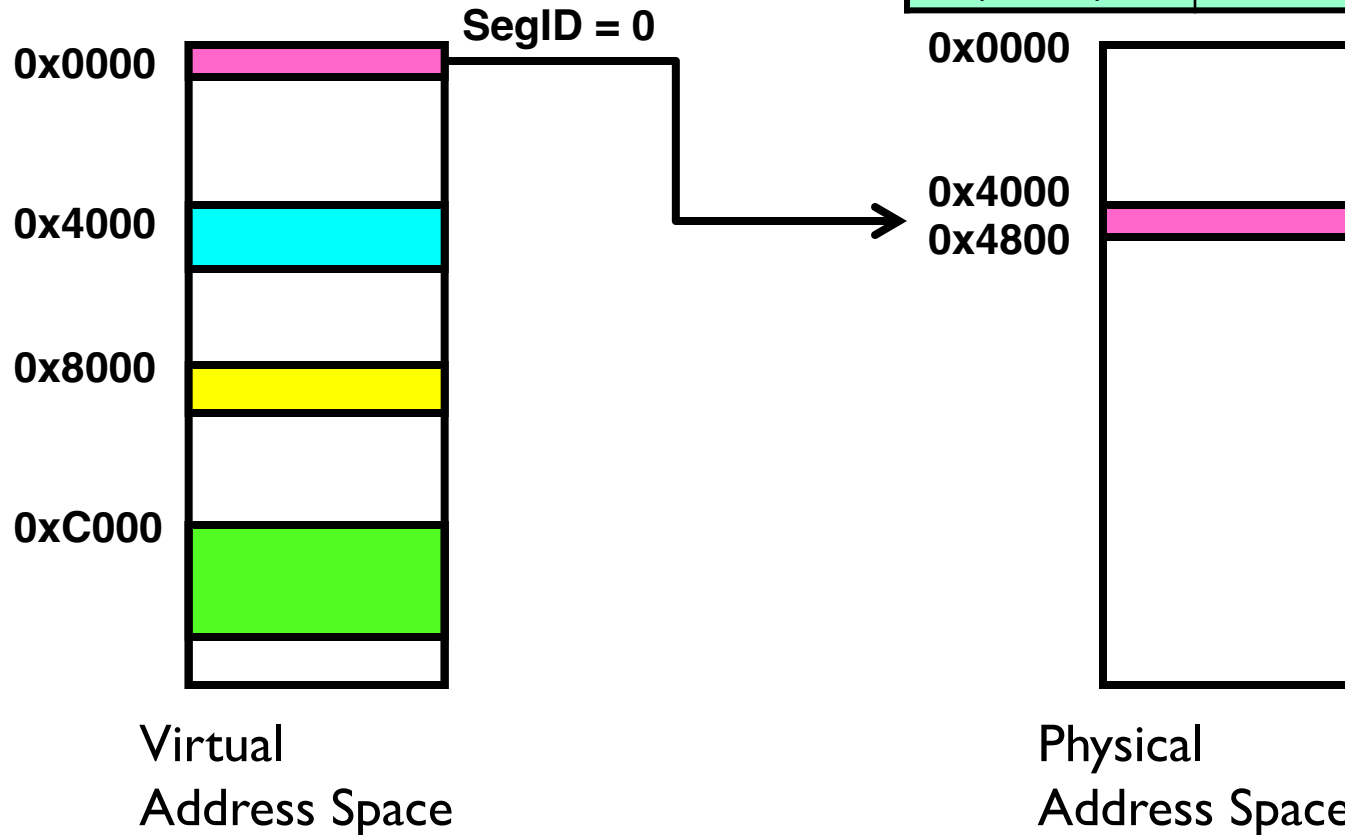 SegID = 0
0x0000
0x4000
0x8000
0xC000
0x0000
0x4000
0x4800
Virtual
Address Space
Physical
Address Space